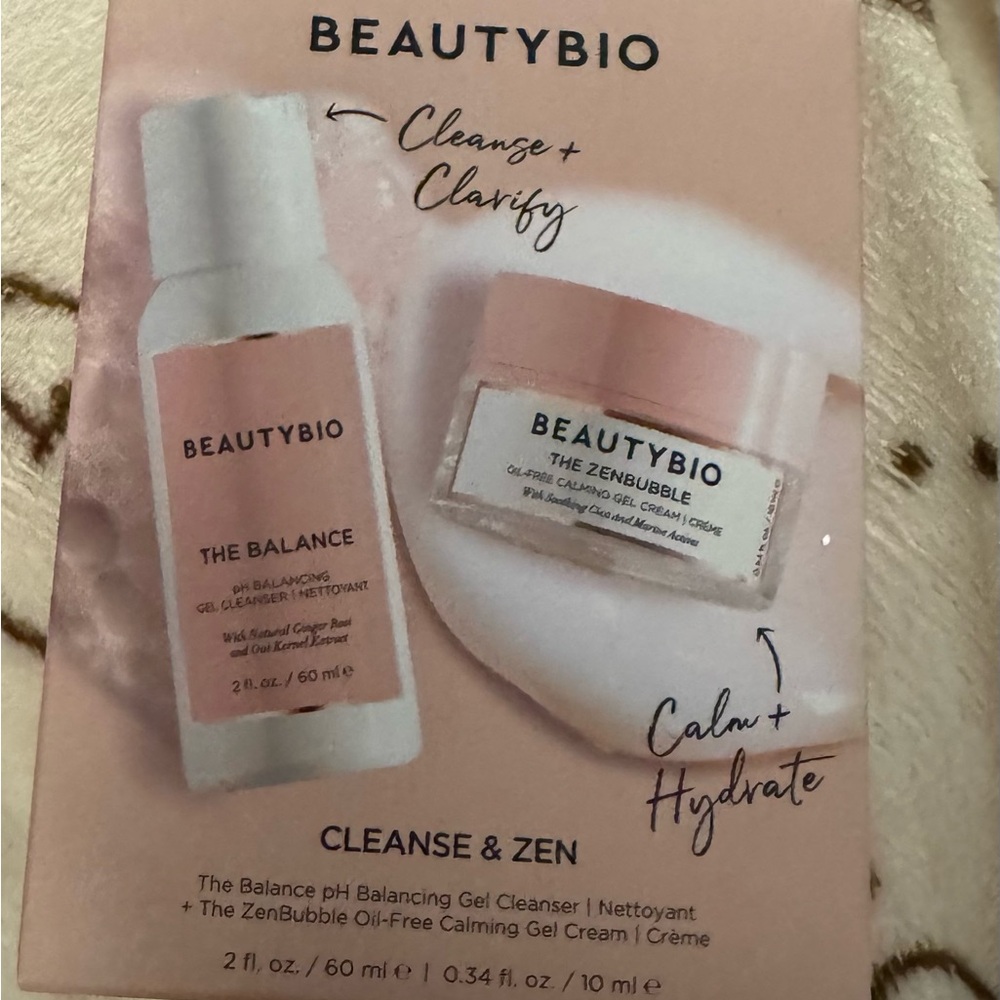 BEAUTYBIO
Cleanse +
Clarify
BEAUTYBIO
THE ZENBUBBLE
OIL-FREE CALMING GEL CREAM | CRÈME
With Soothing Cica and Marine Actives
BEAUTYBIO
THE BALANCE
pH BALANCING
GEL CLEANSER | NETTOYANT
With Natural Ginger Root
and Oat Kernel Extract
2 fl. oz. / 60 ml ℮
Calm +
Hydrate
CLEANSE & ZEN
The Balance pH Balancing Gel Cleanser | Nettoyant
+ The ZenBubble Oil-Free Calming Gel Cream | Crème
2 fl. oz. / 60 ml ℮ | 0.34 fl. oz. / 10 ml ℮